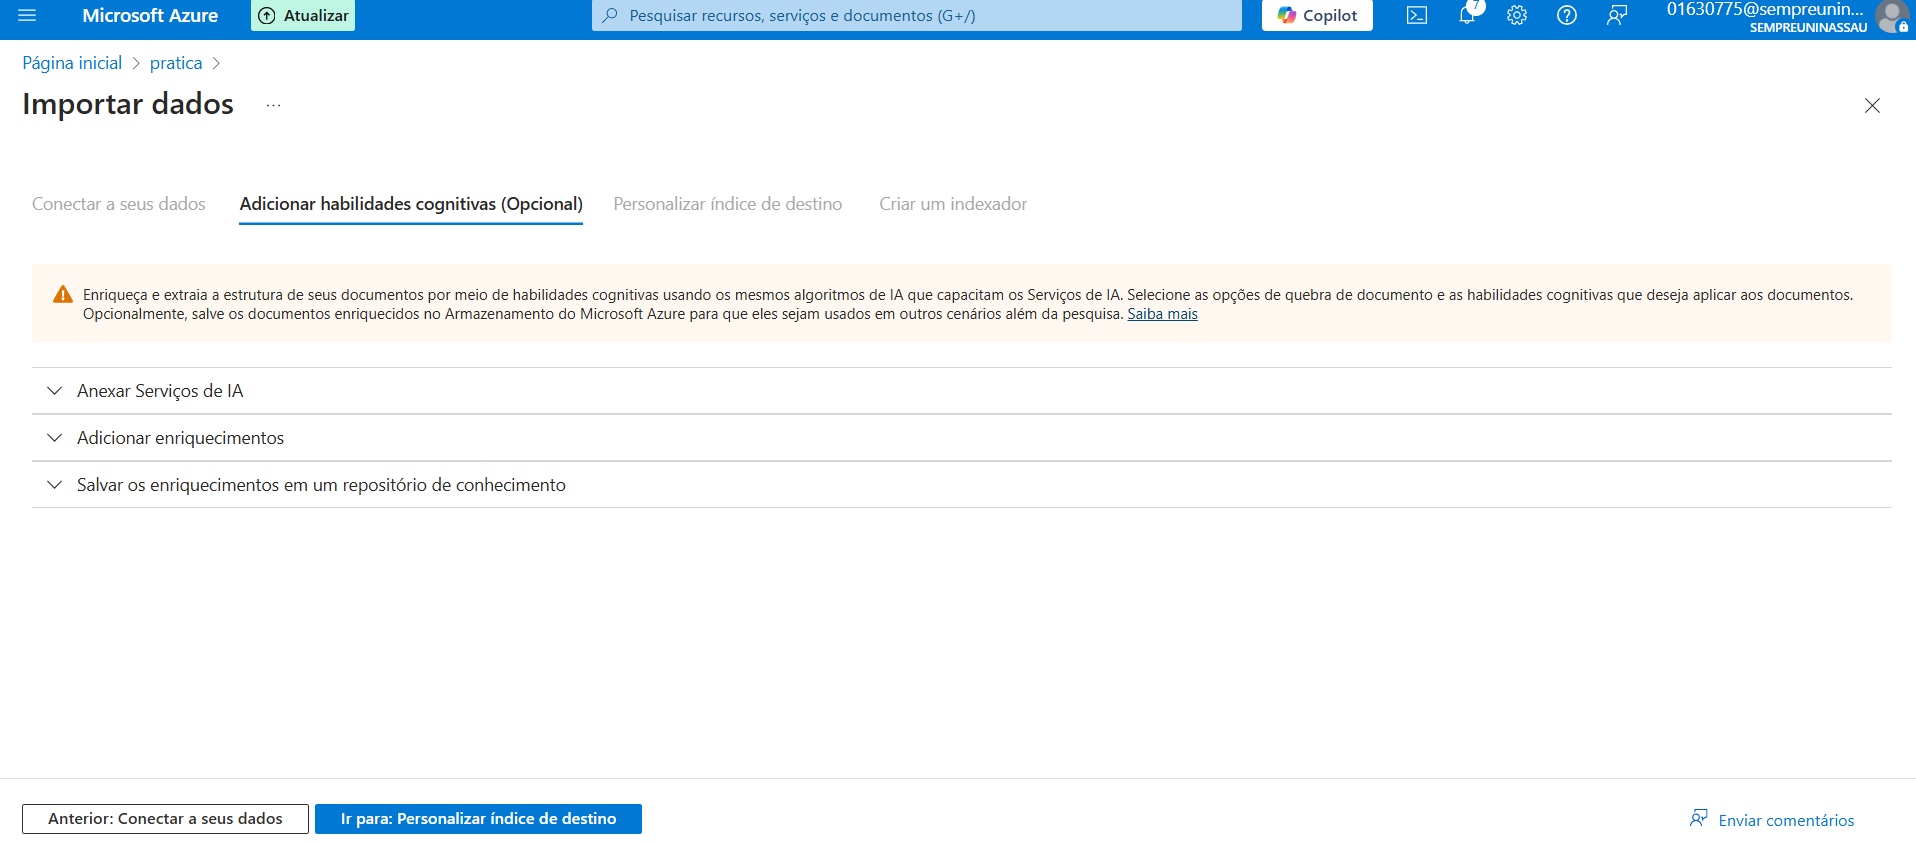 Microsoft Azure
Atualizar
Pesquisar recursos, serviços e documentos (G+/)
Copilot
7
01630775@sempreunin...
SEMPREUNINASSAU
Página inicial > pratica >
Importar dados ...
Conectar a seus dados
Adicionar habilidades cognitivas (Opcional)
Personalizar índice de destino
Criar um indexador
Enriqueça e extraia a estrutura de seus documentos por meio de habilidades cognitivas usando os mesmos algoritmos de IA que capacitam os Serviços de IA. Selecione as opções de quebra de documento e as habilidades cognitivas que deseja aplicar aos documentos.
Opcionalmente, salve os documentos enriquecidos no Armazenamento do Microsoft Azure para que eles sejam usados em outros cenários além da pesquisa. Saiba mais
Anexar Serviços de IA
Adicionar enriquecimentos
Salvar os enriquecimentos em um repositório de conhecimento
Anterior: Conectar a seus dados
Ir para: Personalizar índice de destino
Enviar comentários